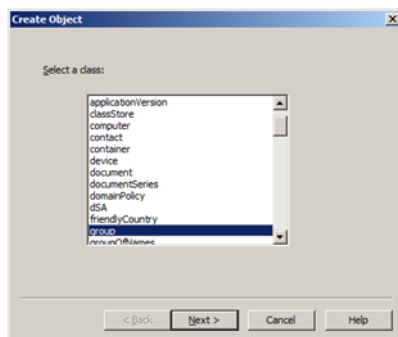 Create Object
Select a class:
applicationVersion
classStore
computer
contact
container
device
document
documentSeries
domainPolicy
dSA
friendlyCountry
group
groupOfNames
< Back
Next >
Cancel
Help